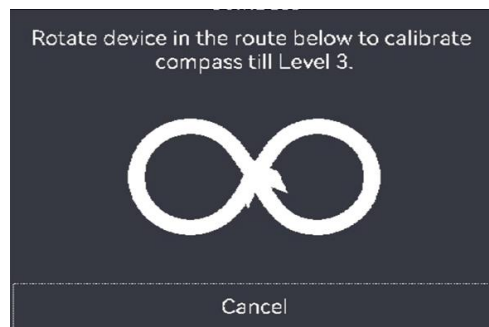 Rotate device in the route below to calibrate
compass till Level 3.
Cancel